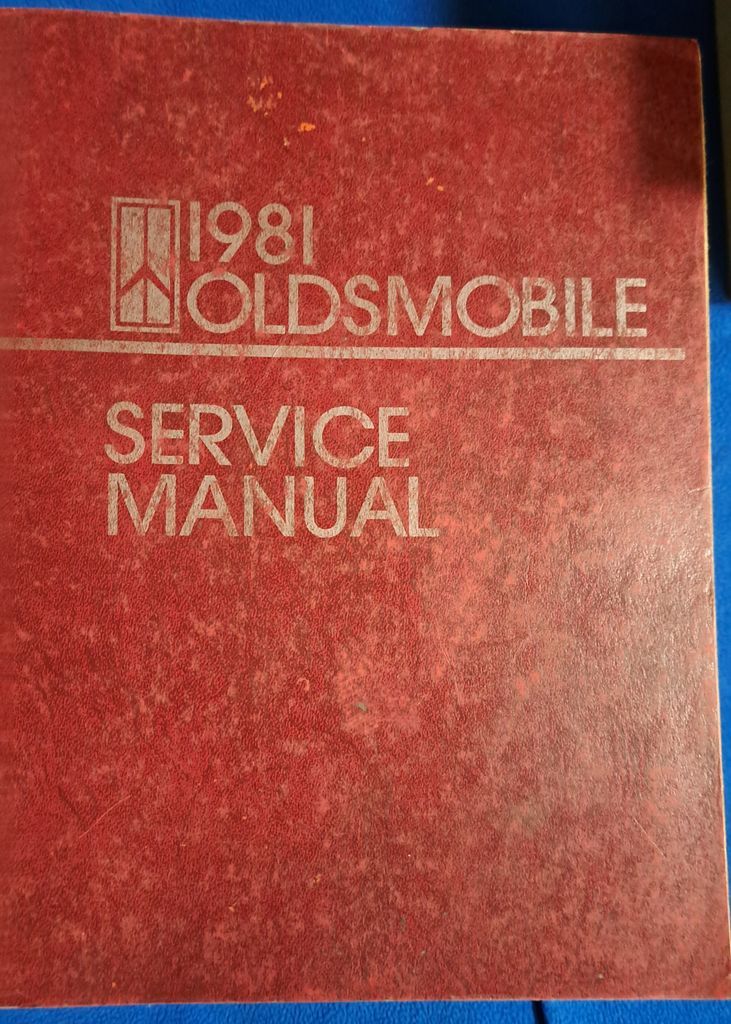 1981
OLDSMOBILE
SERVICE
MANUAL